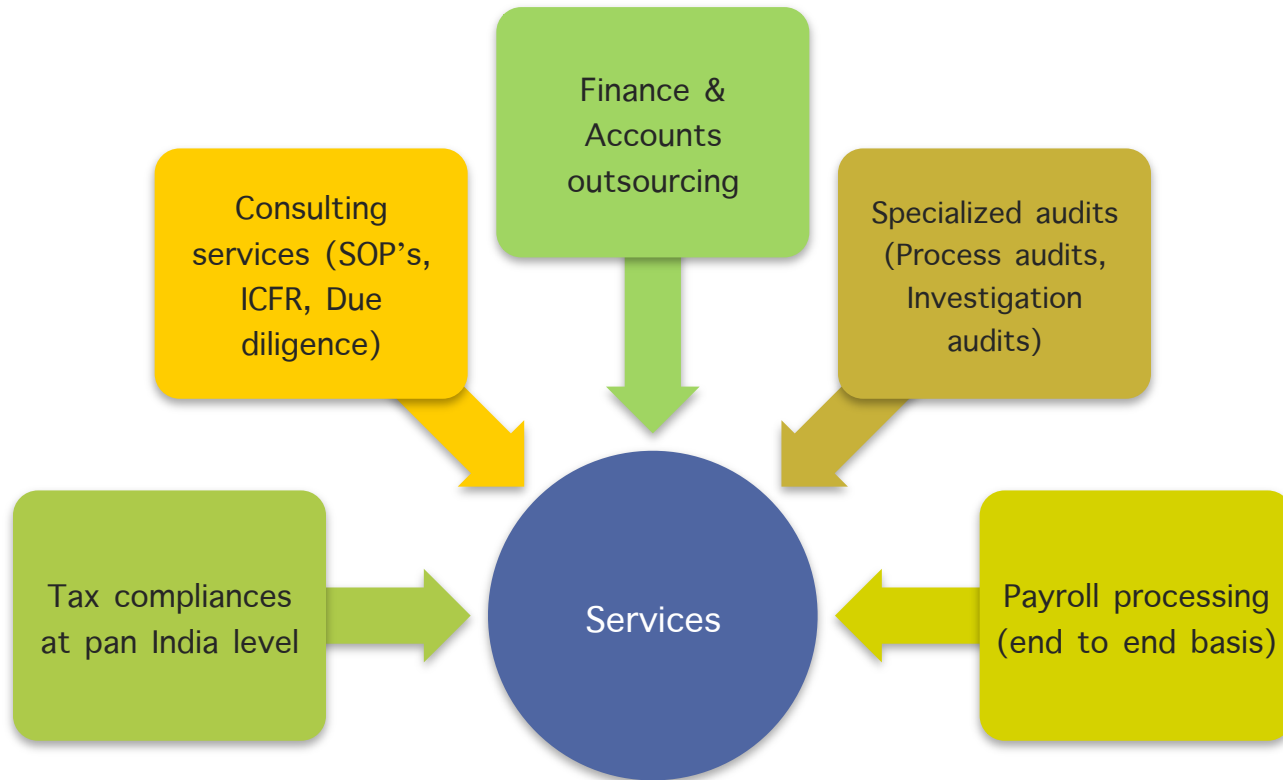 Finance &
Accounts
outsourcing
Consulting
services (SOP’s,
ICFR, Due
diligence)
Specialized audits
(Process audits,
Investigation
audits)
Tax compliances
at pan India level
Services
Payroll processing
(end to end basis)